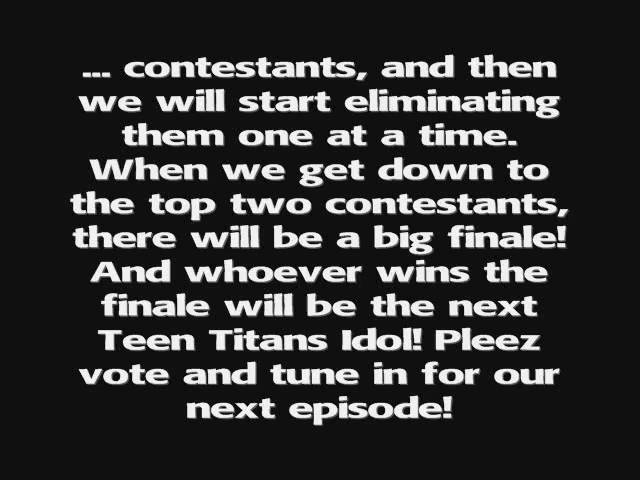 ... contestants, and then
we will start eliminating
them one at a time.
When we get down to
the top two contestants,
there will be a big finale!
And whoever wins the
finale will be the next
Teen Titans Idol! Pleez
vote and tune in for our
next episode!